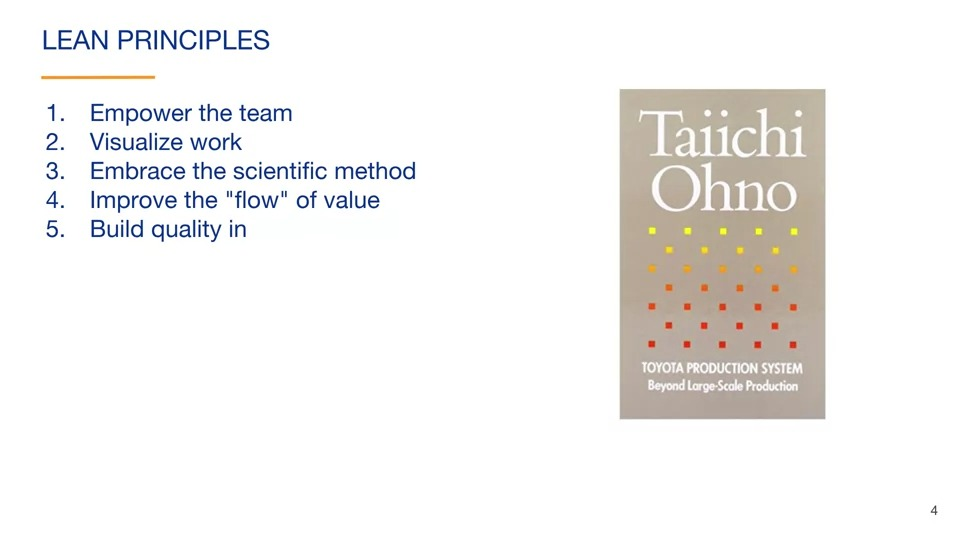 LEAN PRINCIPLES
1. Empower the team
2. Visualize work
3. Embrace the scientific method
4. Improve the "flow" of value
5. Build quality in
Taiichi
Ohno
TOYOTA PRODUCTION SYSTEM
Beyond Large-Scale Production
4